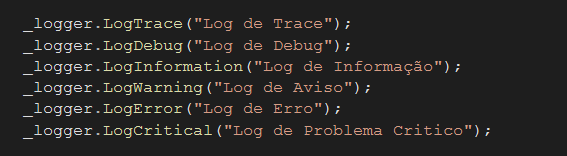 _logger.LogTrace("Log de Trace");
_logger.LogDebug("Log de Debug");
_logger.LogInformation("Log de Informação");
_logger.LogWarning("Log de Aviso");
_logger.LogError("Log de Erro");
_logger.LogCritical("Log de Problema Critico");